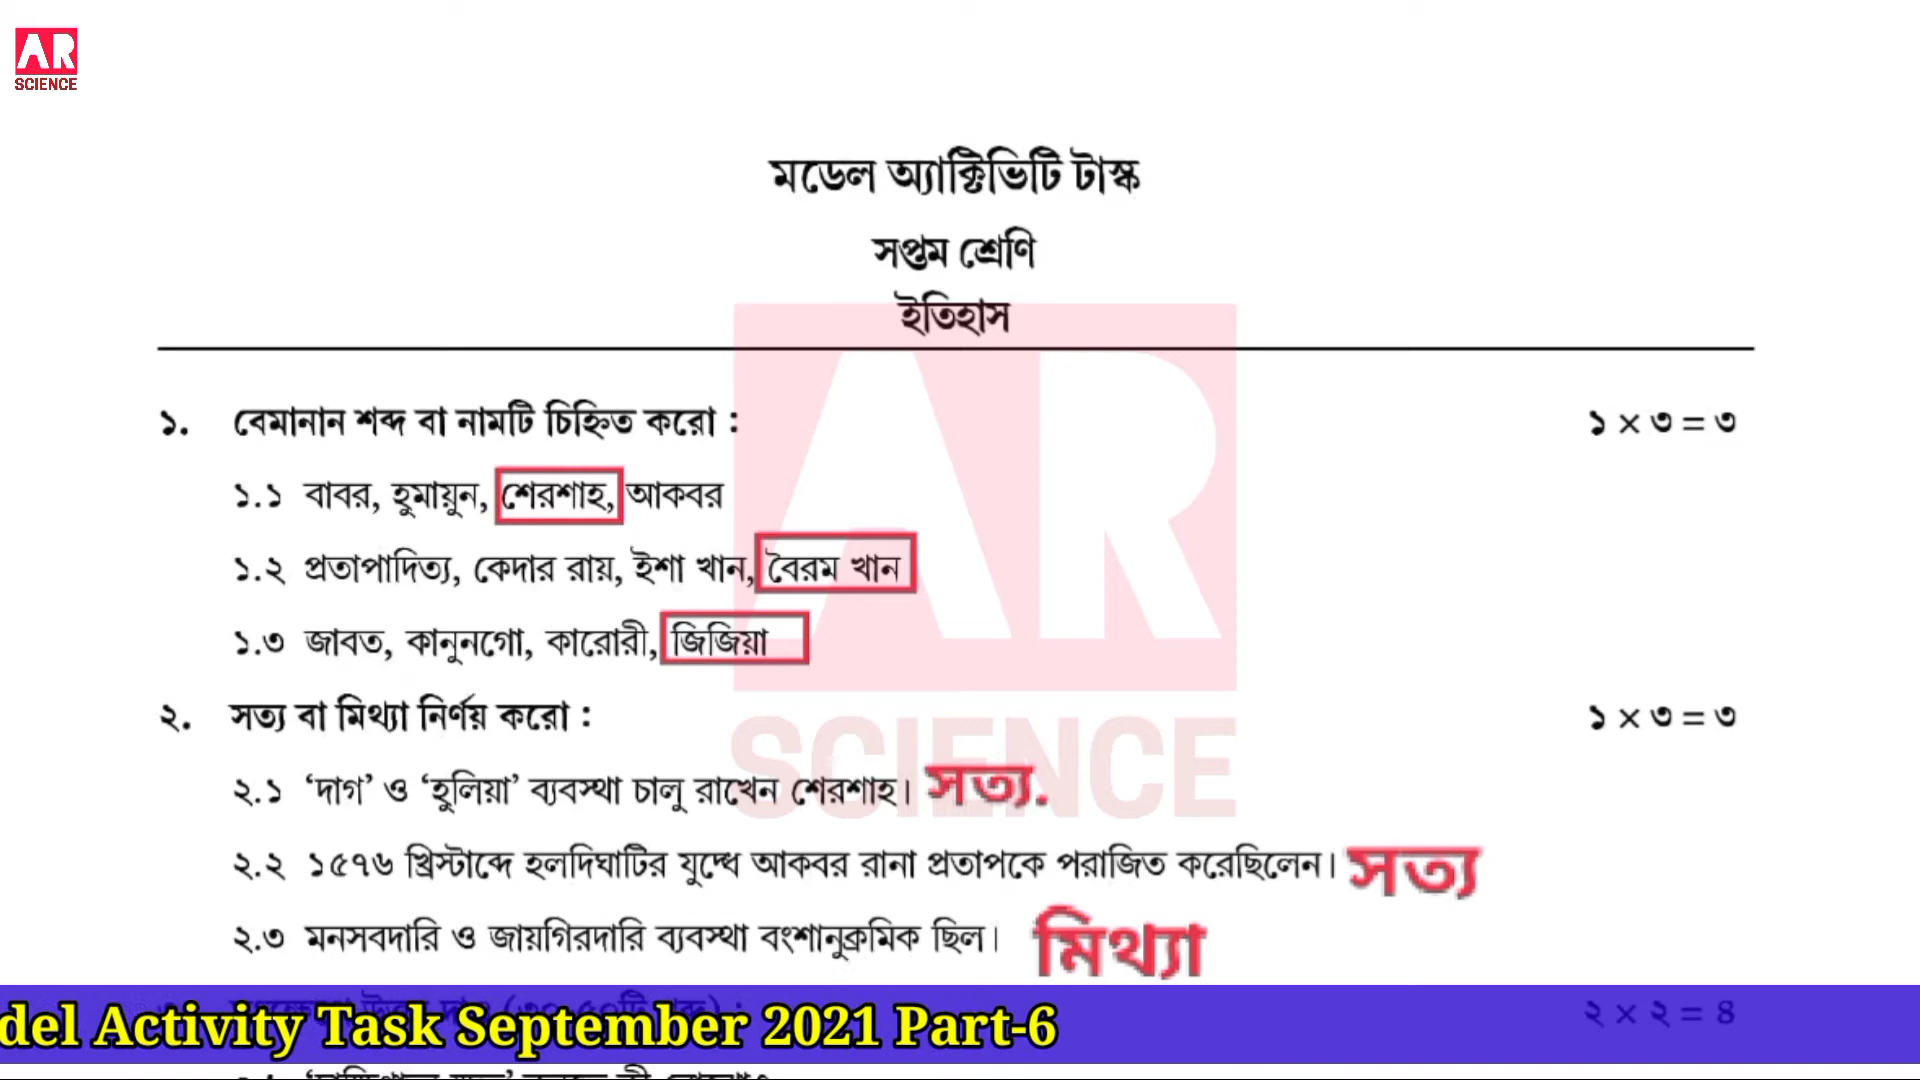 AR
SCIENCE
মডেল অ্যাক্টিভিটি টাস্ক
সপ্তম শ্রেণি
ইতিহাস
১. বেমানান শব্দ বা নামটি চিহ্নিত করো : ১ × ৩ = ৩
১.১ বাবর, হুমায়ুন, শেরশাহ, আকবর
১.২ প্রতাপাদিত্য, কেদার রায়, ইশা খান, বৈরম খান
১.৩ জাবত, কানুনগো, কারোরী, জিজিয়া
২. সত্য বা মিথ্যা নির্ণয় করো : ১ × ৩ = ৩
২.১ ‘দাগ’ ও ‘হুলিয়া’ ব্যবস্থা চালু রাখেন শেরশাহ। সত্য.
২.২ ১৫৭৬ খ্রিস্টাব্দে হলদিঘাটির যুদ্ধে আকবর রানা প্রতাপকে পরাজিত করেছিলেন। সত্য
২.৩ মনসবদারি ও জায়গিরদারি ব্যবস্থা বংশানুক্রমিক ছিল। মিথ্যা
২ × ২ = ৪
del Activity Task September 2021 Part-6
AR
SCIENCE